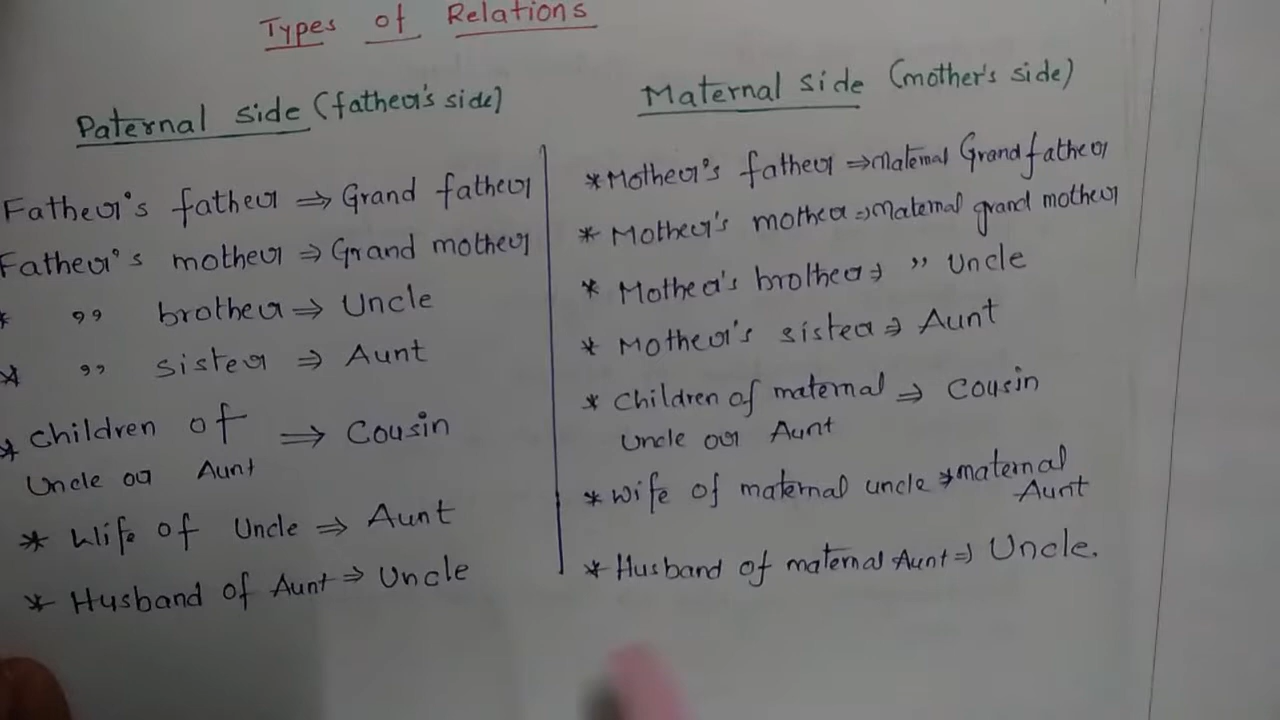 Types of Relations
Paternal side (father's side)
Father's father ⇒ Grand father
Father's mother ⇒ Grand mother
* ,, brother ⇒ Uncle
* ,, sister ⇒ Aunt
* Children of ⇒ Cousin
Uncle or Aunt
* Wife of Uncle ⇒ Aunt
* Husband of Aunt ⇒ Uncle
Maternal side (mother's side)
* Mother's father ⇒ maternal Grandfather
* Mother's mother ⇒ maternal grand mother
* Mother's brother ⇒ ,, Uncle
* Mother's sister ⇒ Aunt
* Children of maternal ⇒ Cousin
Uncle or Aunt
* Wife of maternal uncle ⇒ maternal
Aunt
* Husband of maternal Aunt ⇒ Uncle.